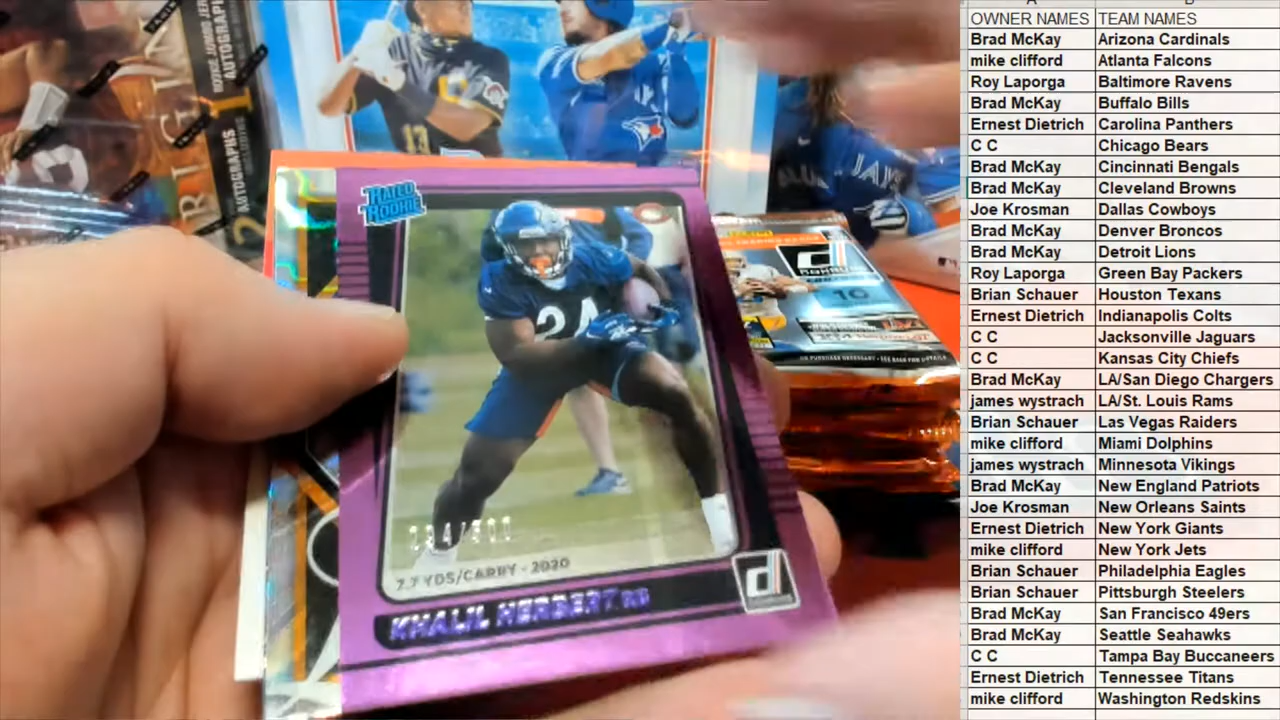 OWNER NAMES TEAM NAMES
Brad McKay Arizona Cardinals
mike clifford Atlanta Falcons
Roy Laporga Baltimore Ravens
Brad McKay Buffalo Bills
Ernest Dietrich Carolina Panthers
C C Chicago Bears
Brad McKay Cincinnati Bengals
Brad McKay Cleveland Browns
Joe Krosman Dallas Cowboys
Brad McKay Denver Broncos
Brad McKay Detroit Lions
Roy Laporga Green Bay Packers
Brian Schauer Houston Texans
Ernest Dietrich Indianapolis Colts
C C Jacksonville Jaguars
C C Kansas City Chiefs
Brad McKay LA/San Diego Chargers
james wystrach LA/St. Louis Rams
Brian Schauer Las Vegas Raiders
mike clifford Miami Dolphins
james wystrach Minnesota Vikings
Brad McKay New England Patriots
Joe Krosman New Orleans Saints
Ernest Dietrich New York Giants
mike clifford New York Jets
Brian Schauer Philadelphia Eagles
Brian Schauer Pittsburgh Steelers
Brad McKay San Francisco 49ers
Brad McKay Seattle Seahawks
C C Tampa Bay Buccaneers
Ernest Dietrich Tennessee Titans
mike clifford Washington Redskins
AUTOGRAPHS
AUTOGRAPHS
13
JAYS
RATED
ROOKIE
24
10
7.7 YDS/CARRY - 2020
KHALIL HERBERT RB
d